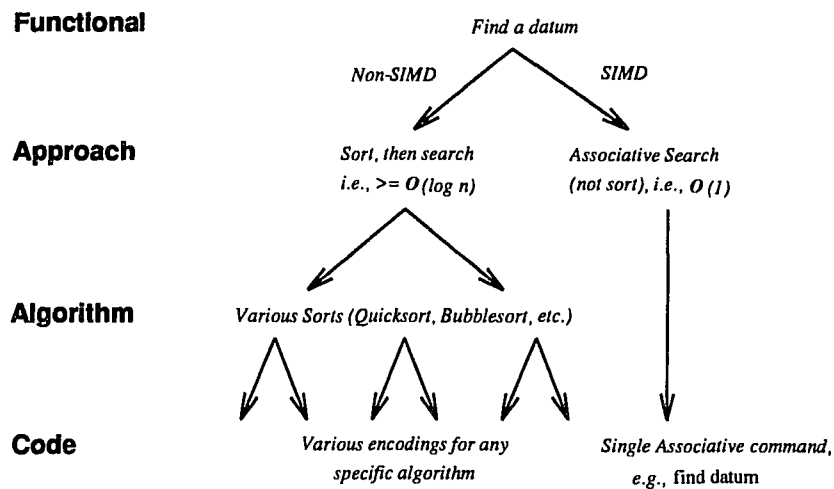 Functional
Find a datum
Non-SIMD
SIMD
Approach
Sort, then search
i.e., >= O(log n)
Associative Search
(not sort), i.e., O(1)
Algorithm
Various Sorts (Quicksort, Bubblesort, etc.)
Code
Various encodings for any
specific algorithm
Single Associative command,
e.g., find datum